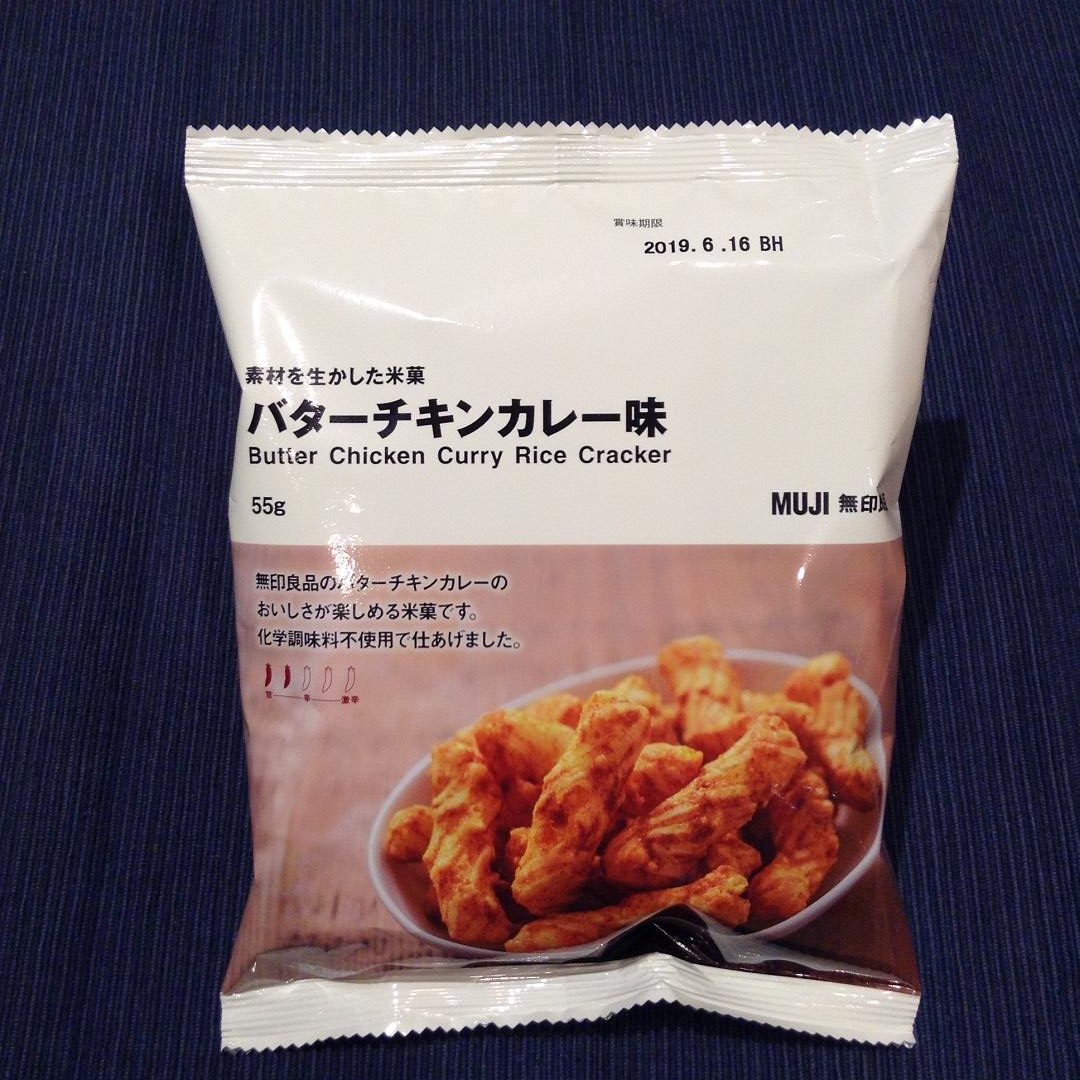 賞味期限
2019. 6 .16 BH
素材を生かした米菓
バターチキンカレー味
Butter Chicken Curry Rice Cracker
55g
MUJI 無印良
無印良品のバターチキンカレーの
おいしさが楽しめる米菓です。
化学調味料不使用で仕あげました。
甘 辛 激辛